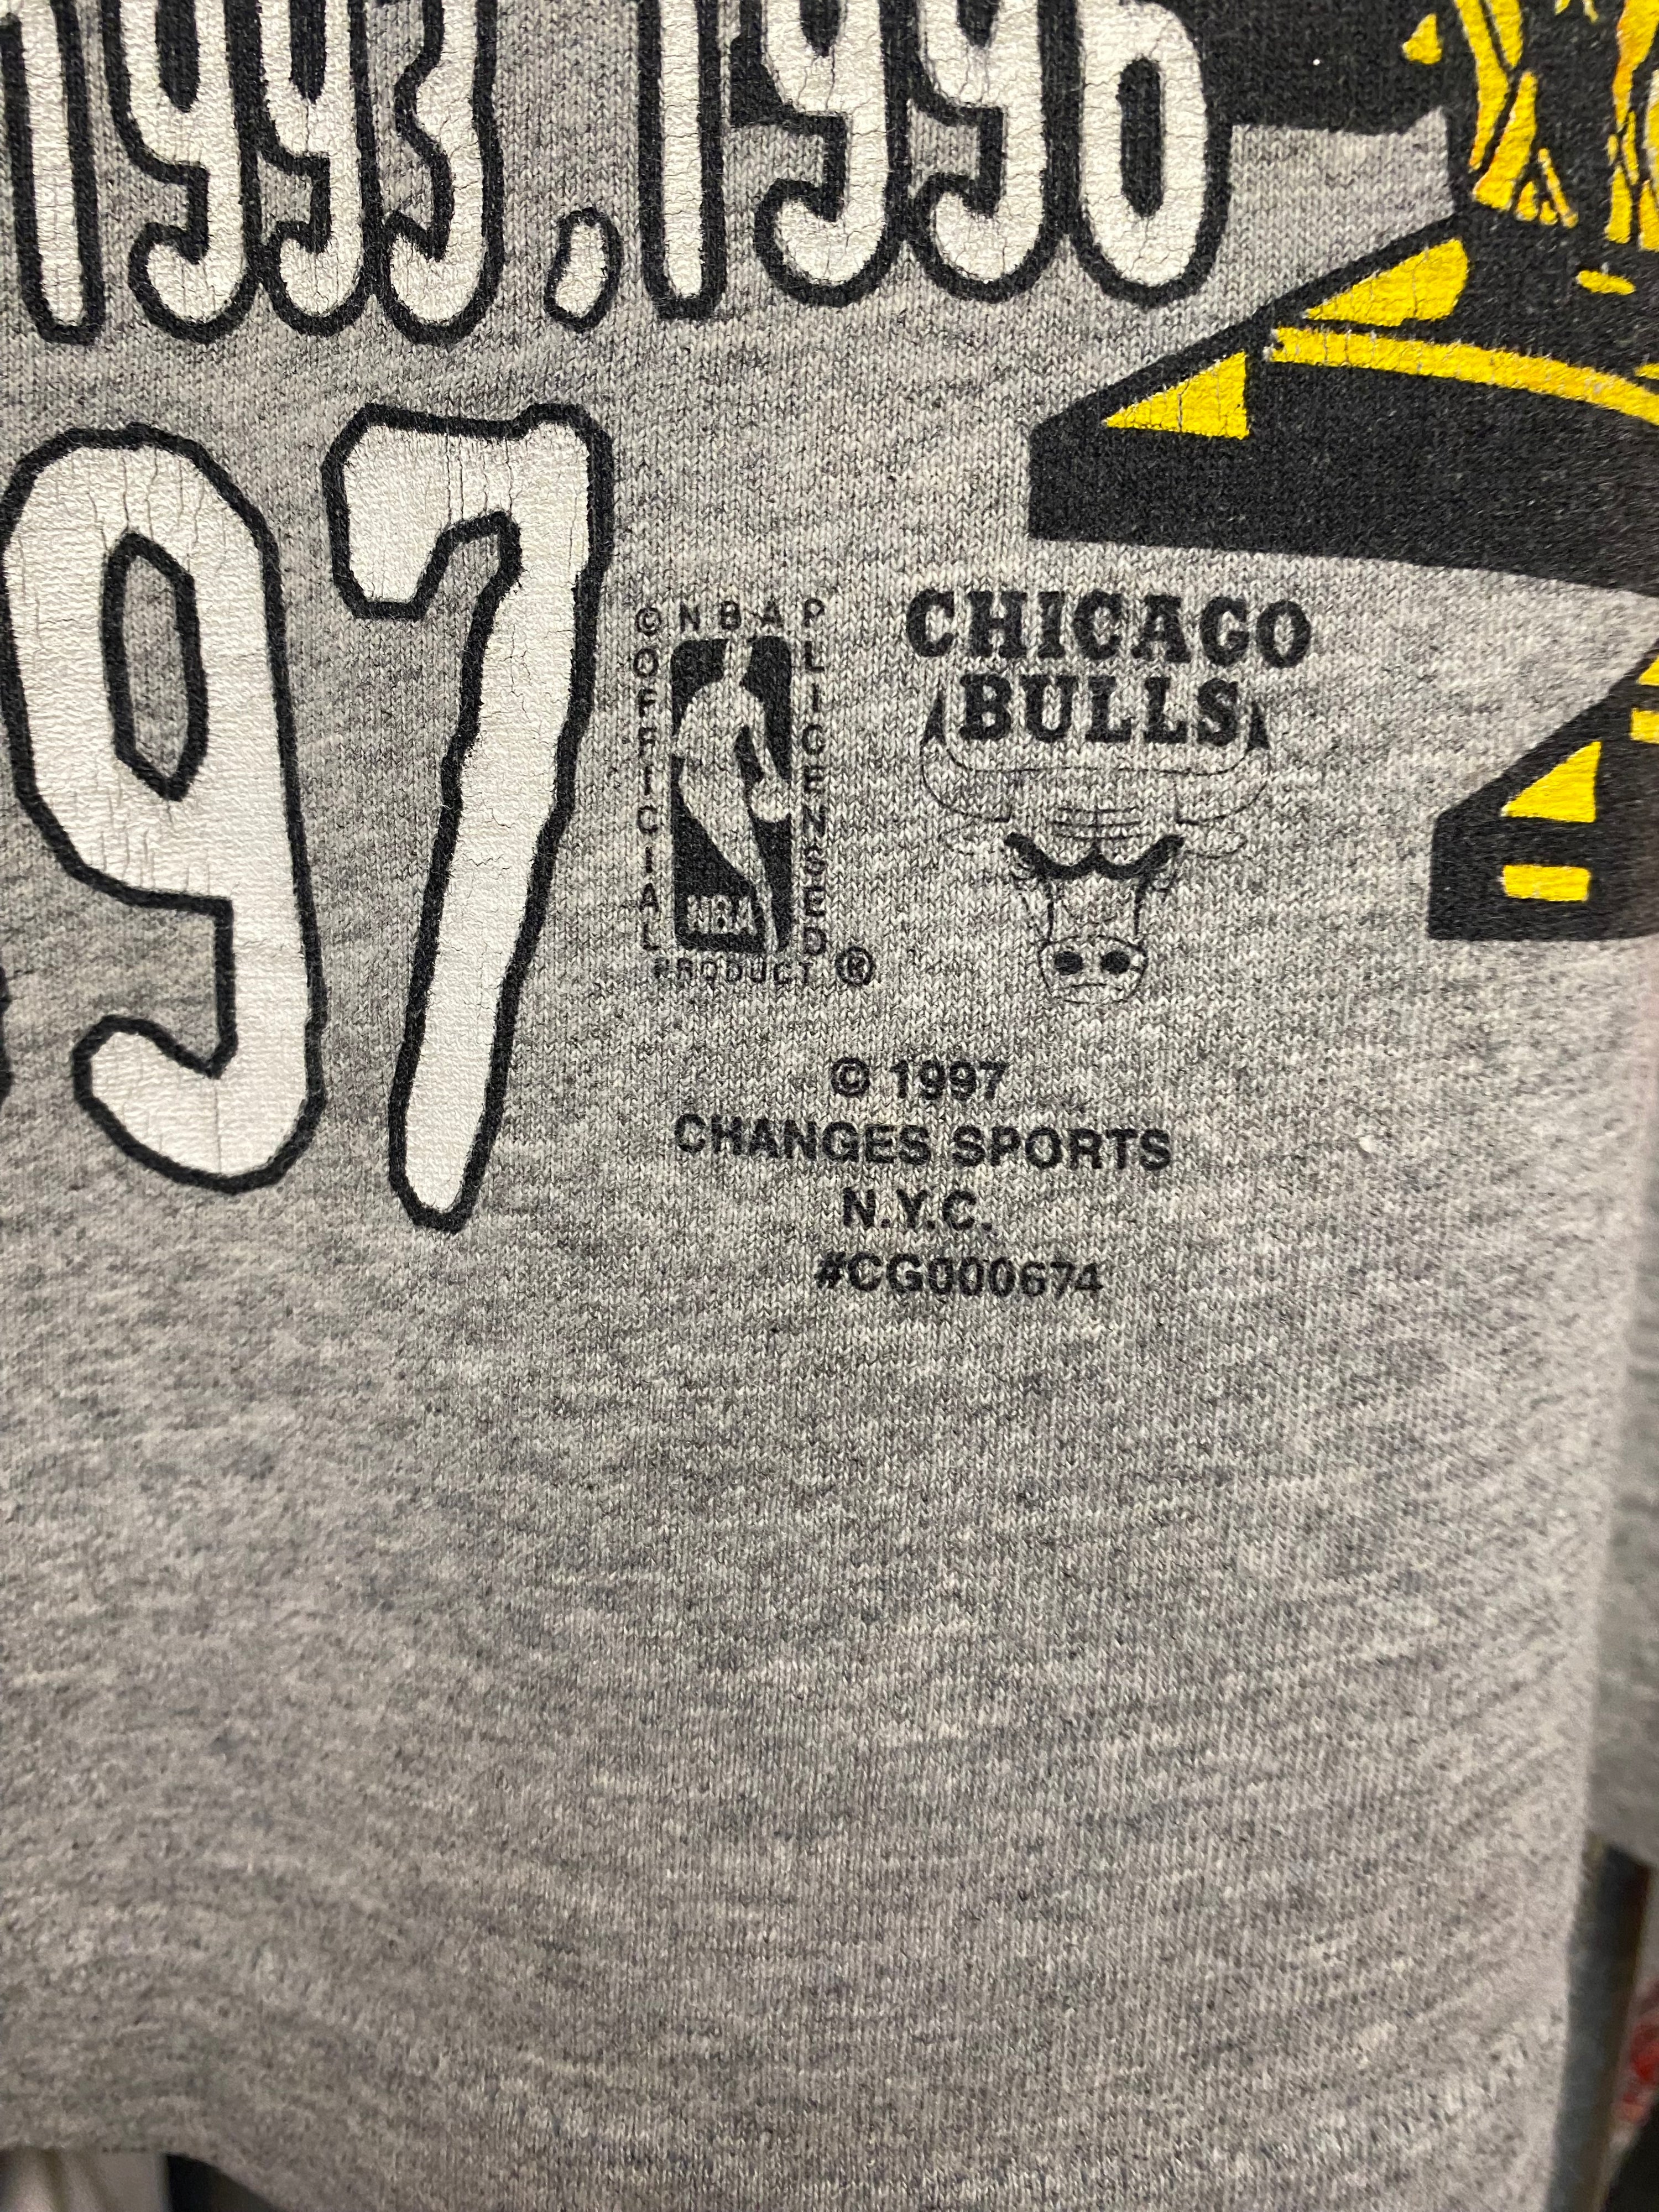 1993.1996
97
© NBAP
OFFICIAL
LICENSED
NBA
PRODUCT ®
CHICAGO
BULLS
© 1997
CHANGES SPORTS
N.Y.C.
#CG000674